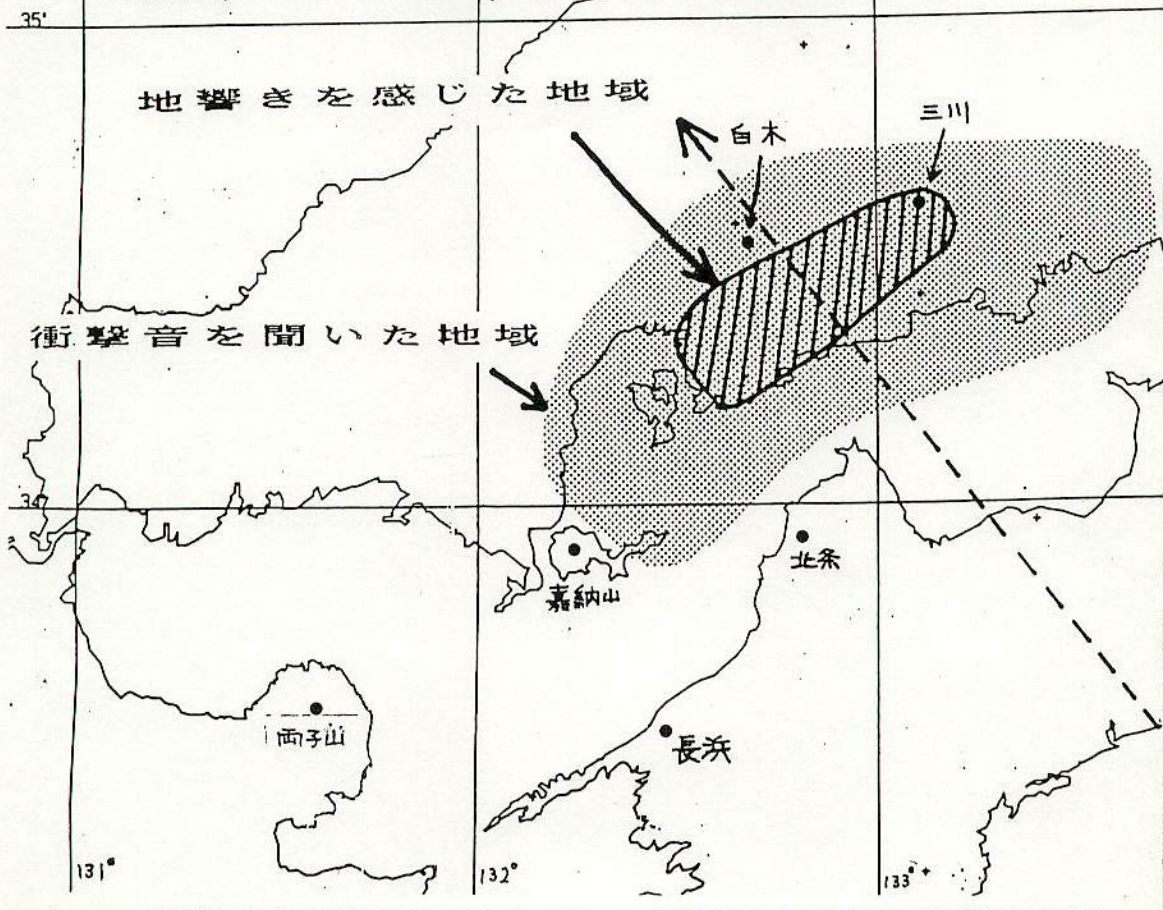 35°
地響きを感じた地域
三川
白木
衝撃音を聞いた地域
34
北条
嘉納山
両子山
長浜
131°
132°
133°